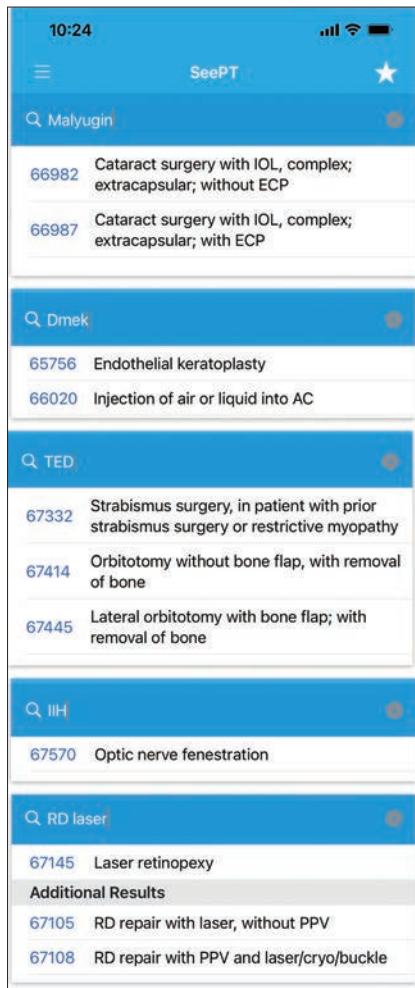 10:24
SeePT
Malyugin
66982 Cataract surgery with IOL, complex;
extracapsular; without ECP
66987 Cataract surgery with IOL, complex;
extracapsular; with ECP
Dmek
65756 Endothelial keratoplasty
66020 Injection of air or liquid into AC
TED
67332 Strabismus surgery, in patient with prior
strabismus surgery or restrictive myopathy
67414 Orbitotomy without bone flap, with removal
of bone
67445 Lateral orbitotomy with bone flap; with
removal of bone
IIH
67570 Optic nerve fenestration
RD laser
67145 Laser retinopexy
Additional Results
67105 RD repair with laser, without PPV
67108 RD repair with PPV and laser/cryo/buckle